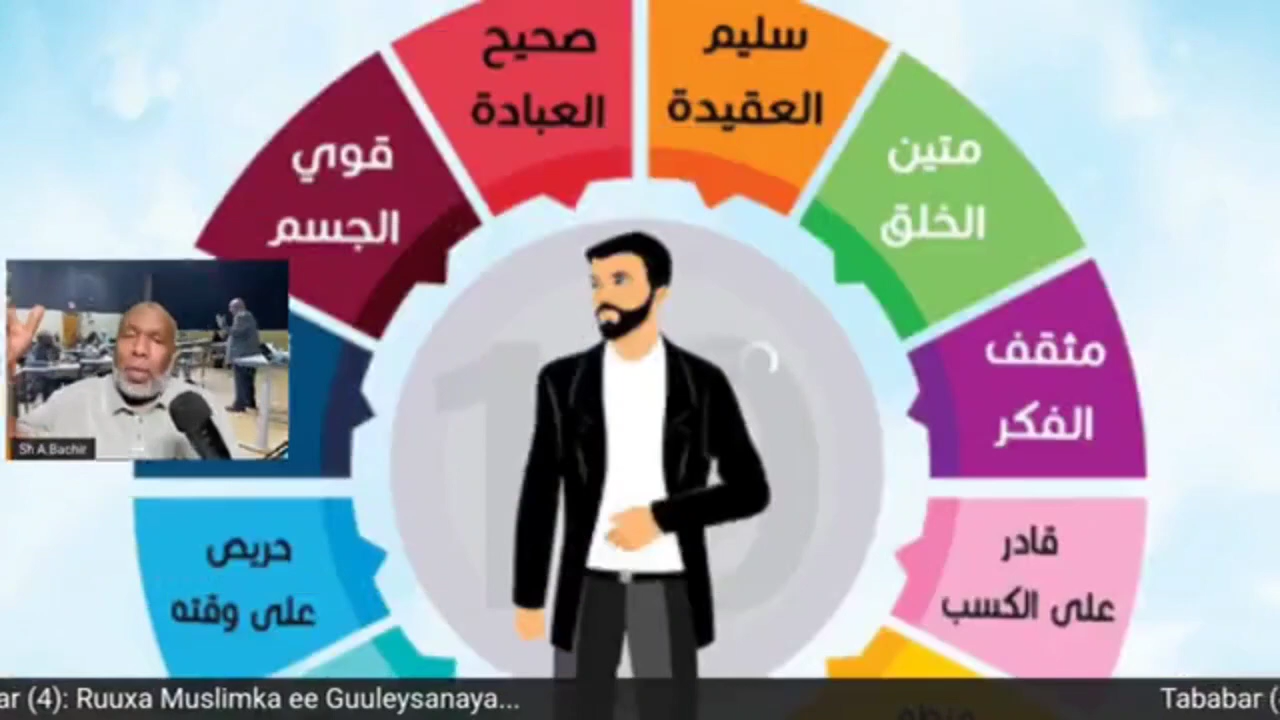 صحيح
العبادة
سليم
العقيدة
متين
الخلق
قوي
الجسم
مثقف
الفكر
قادر
على الكسب
حريص
على وقته
10
Sh A.Bachir
ar (4): Ruuxa Muslimka ee Guuleysanaya...
Tababar (